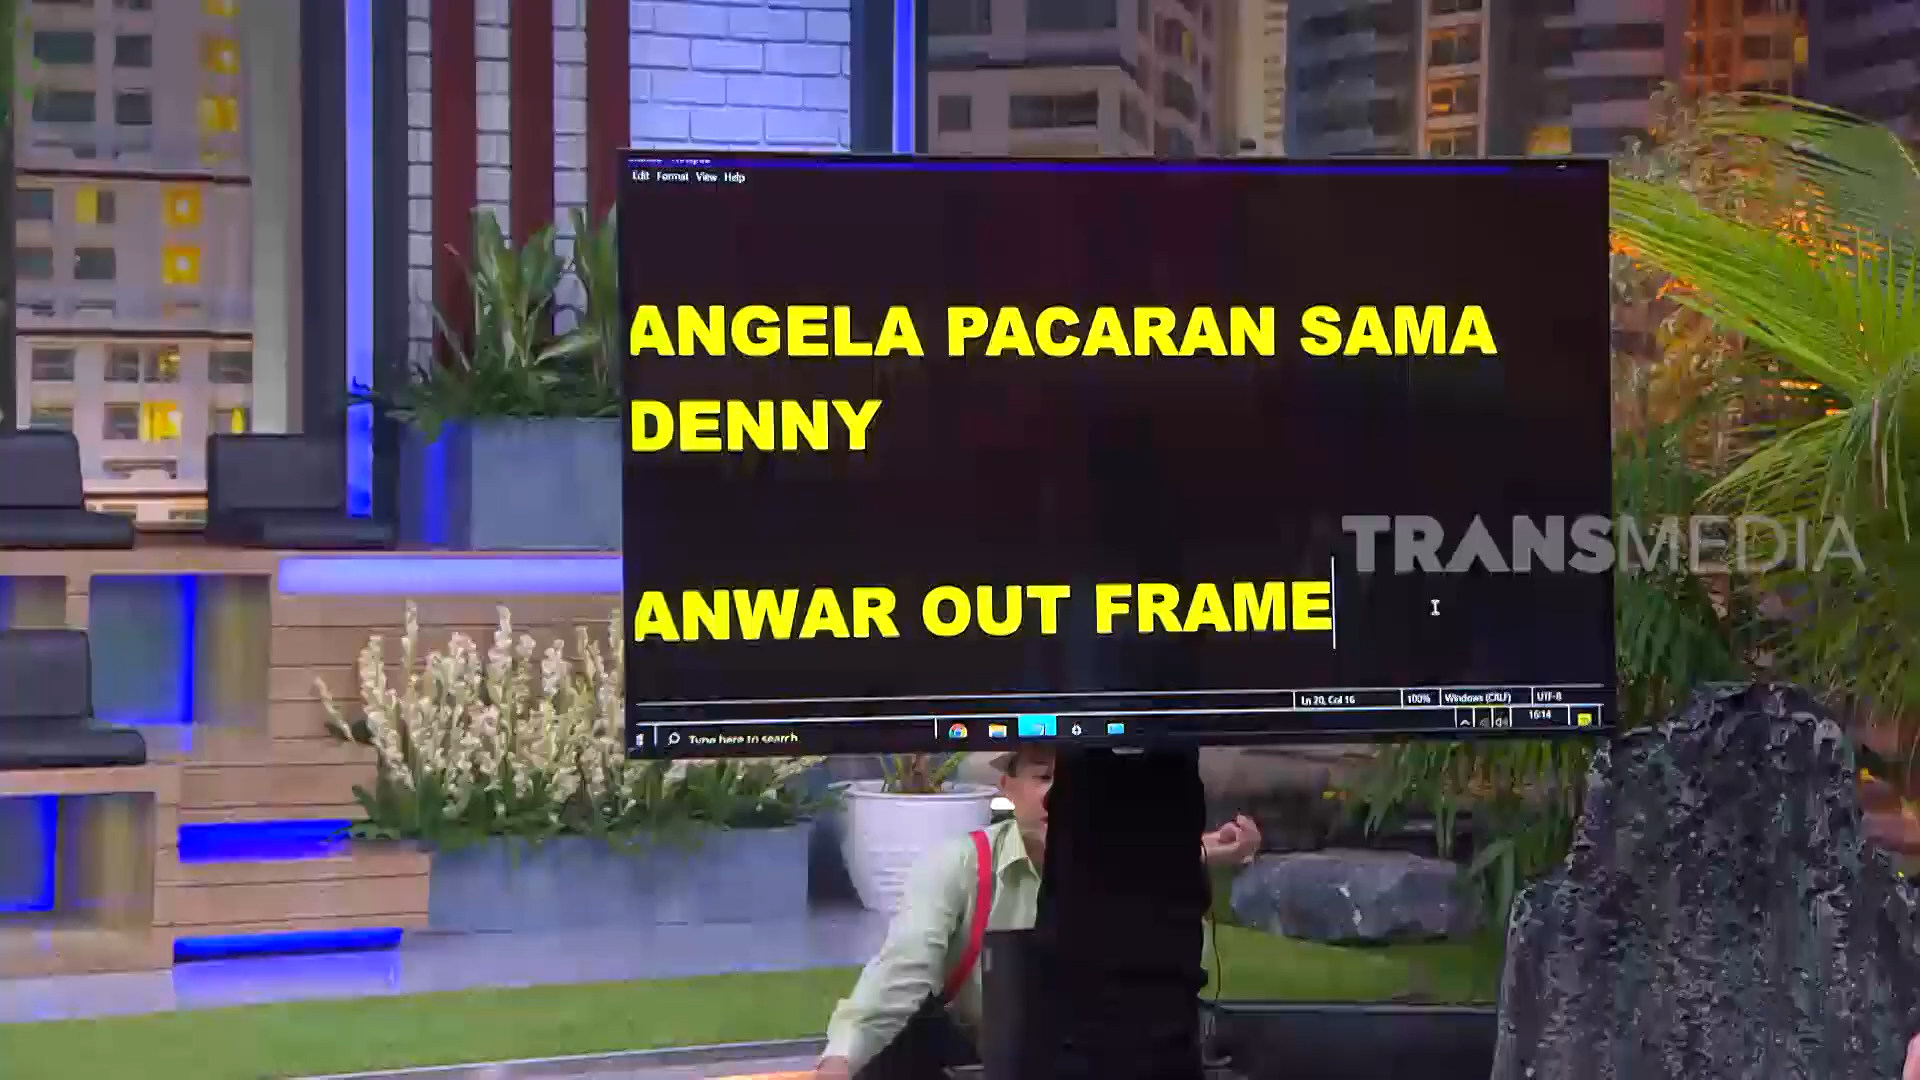 Edit Format View Help
ANGELA PACARAN SAMA
DENNY
ANWAR OUT FRAME
TRANSMEDIA
Ln 20, Col 16 100% Windows (CRLF) UTF-8
Type here to search
16:14